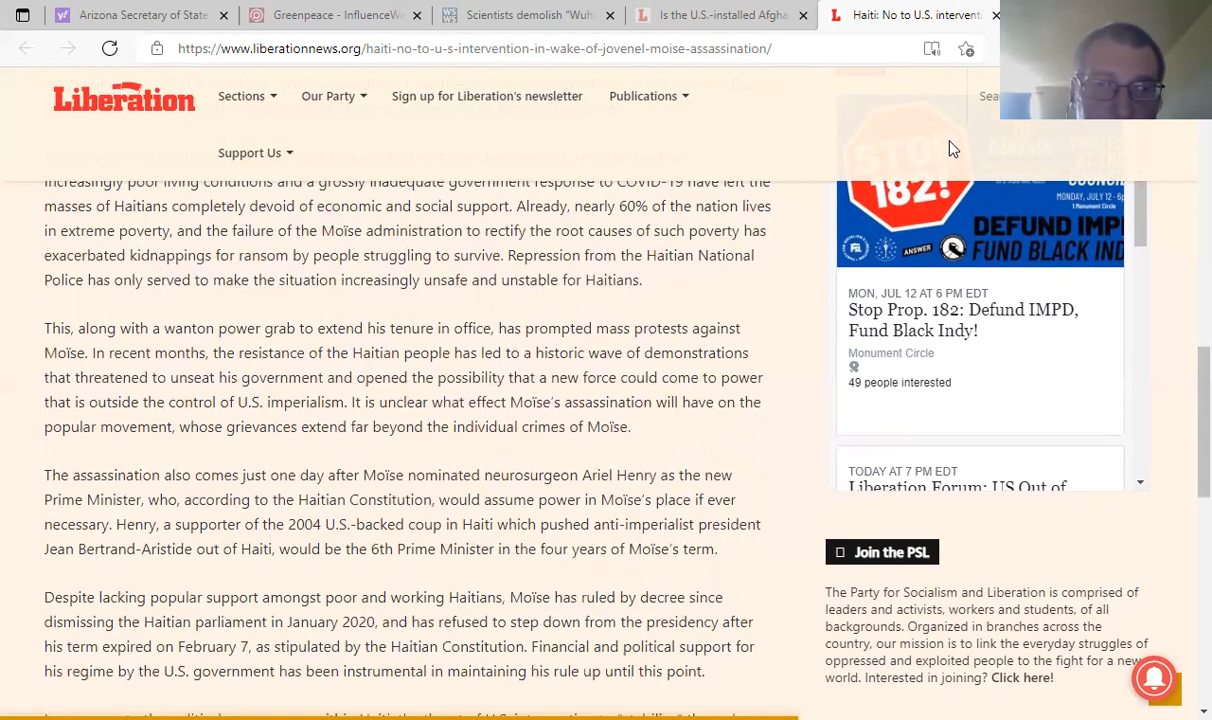 Arizona Secretary of State
Greenpeace - InfluenceWa
Scientists demolish "Wuha
Is the U.S.-installed Afgha
Haiti: No to U.S. interventi
https://www.liberationnews.org/haiti-no-to-u-s-intervention-in-wake-of-jovenel-moise-assassination/
Liberation
Sections
Our Party
Sign up for Liberation's newsletter
Publications
Sea
Support Us
increasingly poor living conditions and a grossly inadequate government response to COVID-19 have left the
masses of Haitians completely devoid of economic and social support. Already, nearly 60% of the nation lives
in extreme poverty, and the failure of the Moïse administration to rectify the root causes of such poverty has
exacerbated kidnappings for ransom by people struggling to survive. Repression from the Haitian National
Police has only served to make the situation increasingly unsafe and unstable for Haitians.
This, along with a wanton power grab to extend his tenure in office, has prompted mass protests against
Moïse. In recent months, the resistance of the Haitian people has led to a historic wave of demonstrations
that threatened to unseat his government and opened the possibility that a new force could come to power
that is outside the control of U.S. imperialism. It is unclear what effect Moïse's assassination will have on the
popular movement, whose grievances extend far beyond the individual crimes of Moïse.
The assassination also comes just one day after Moïse nominated neurosurgeon Ariel Henry as the new
Prime Minister, who, according to the Haitian Constitution, would assume power in Moïse's place if ever
necessary. Henry, a supporter of the 2004 U.S.-backed coup in Haiti which pushed anti-imperialist president
Jean Bertrand-Aristide out of Haiti, would be the 6th Prime Minister in the four years of Moïse's term.
Despite lacking popular support amongst poor and working Haitians, Moïse has ruled by decree since
dismissing the Haitian parliament in January 2020, and has refused to step down from the presidency after
his term expired on February 7, as stipulated by the Haitian Constitution. Financial and political support for
his regime by the U.S. government has been instrumental in maintaining his rule up until this point.
STOP
182!
MONDAY, JULY 12 - 6p
1 Monument Circle
DEFUND IMP
ANSWER
FUND BLACK IND
MON, JUL 12 AT 6 PM EDT
Stop Prop. 182: Defund IMPD,
Fund Black Indy!
Monument Circle
49 people interested
TODAY AT 7 PM EDT
Liberation Forum: US Out of
Join the PSL
The Party for Socialism and Liberation is comprised of
leaders and activists, workers and students, of all
backgrounds. Organized in branches across the
country, our mission is to link the everyday struggles of
oppressed and exploited people to the fight for a new
world. Interested in joining? Click here!